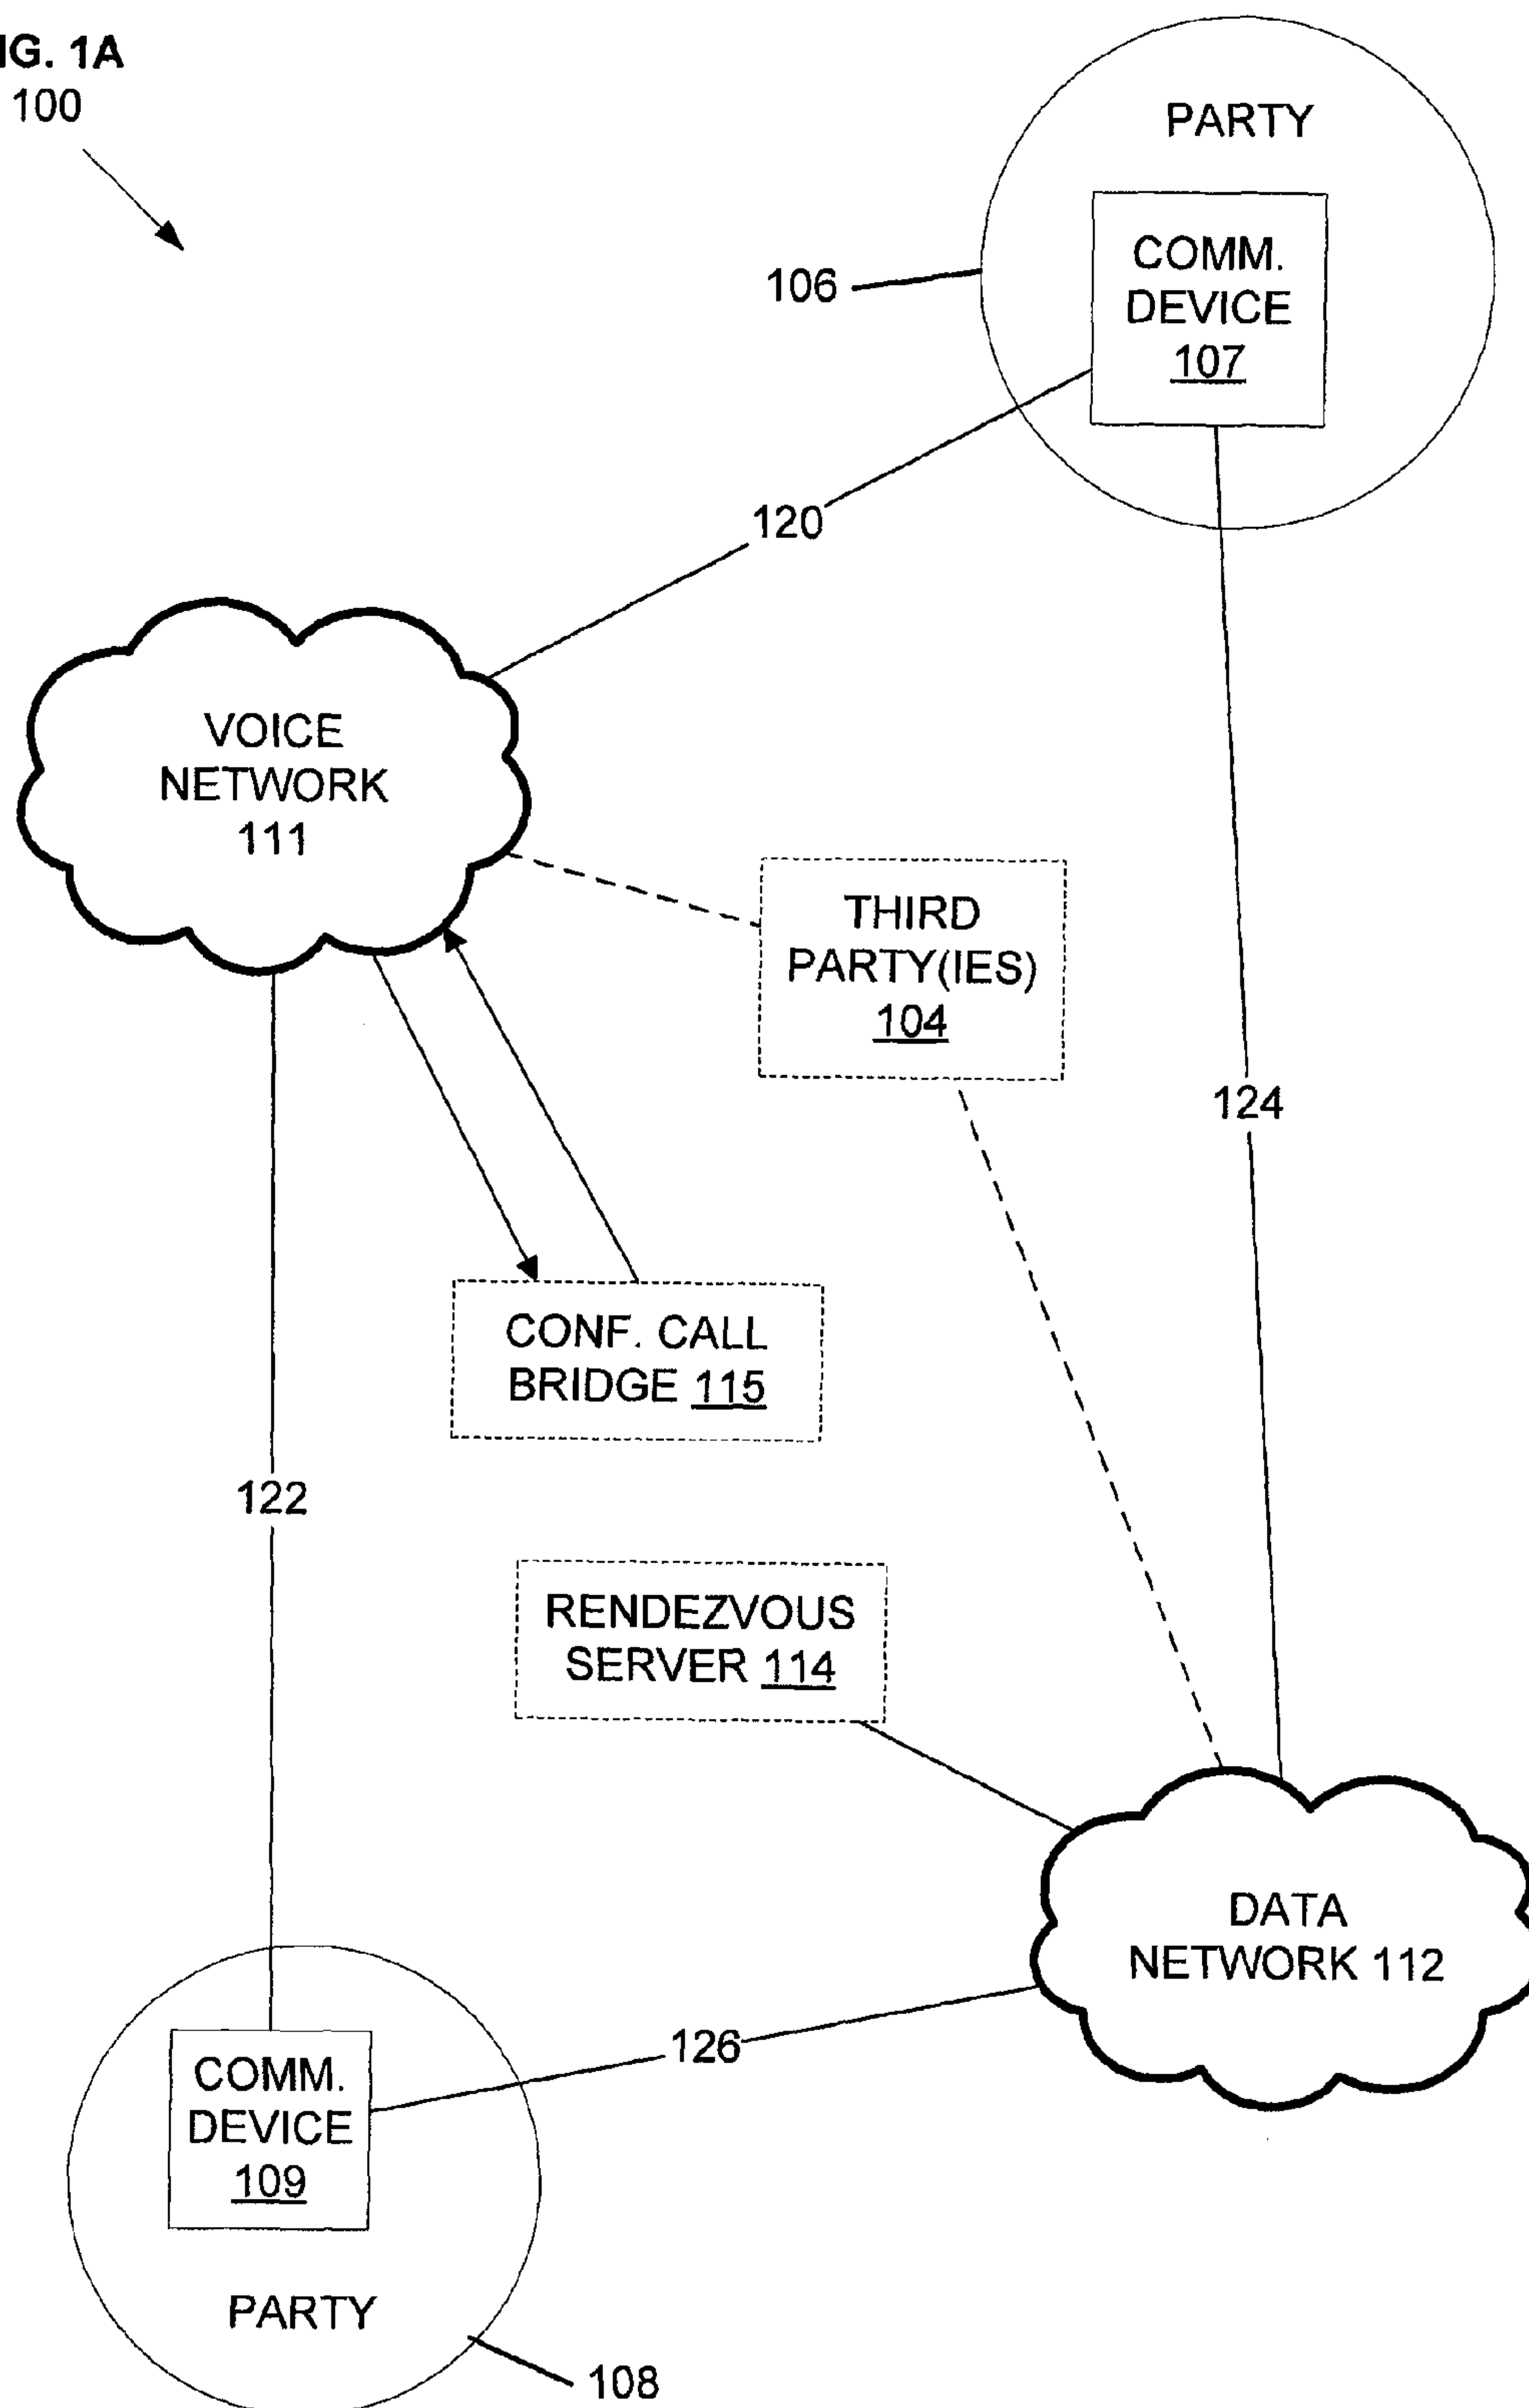 IG. 1A
100
PARTY
COMM.
DEVICE
107
106
120
VOICE
NETWORK
111
THIRD
PARTY(IES)
104
124
CONF. CALL
BRIDGE 115
122
RENDEZVOUS
SERVER 114
DATA
NETWORK 112
126
COMM.
DEVICE
109
PARTY
108